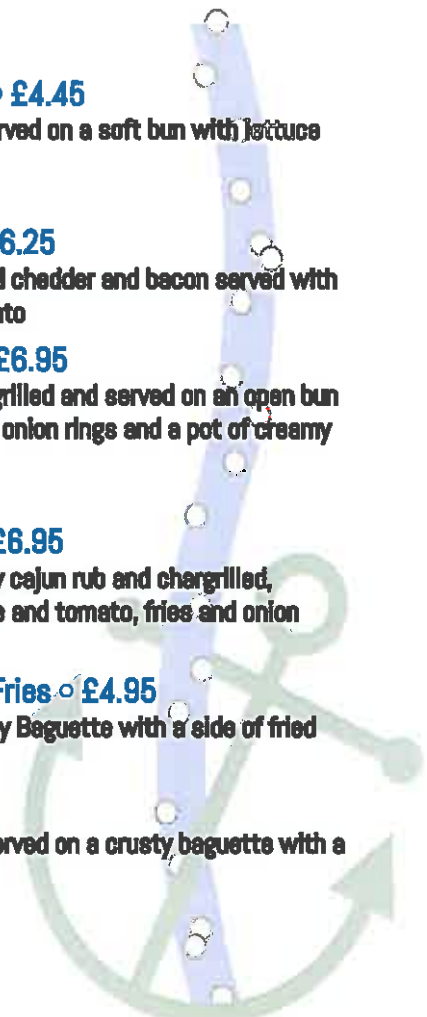 £4.45
rved on a soft bun with lettuce
6.25
d chedder and bacon served with
ato
£6.95
grilled and served on an open bun
onion rings and a pot of creamy
£6.95
y cajun rub and chargrilled,
e and tomato, fries and onion
Fries o £4.95
y Baguette with a side of fried
erved on a crusty baguette with a